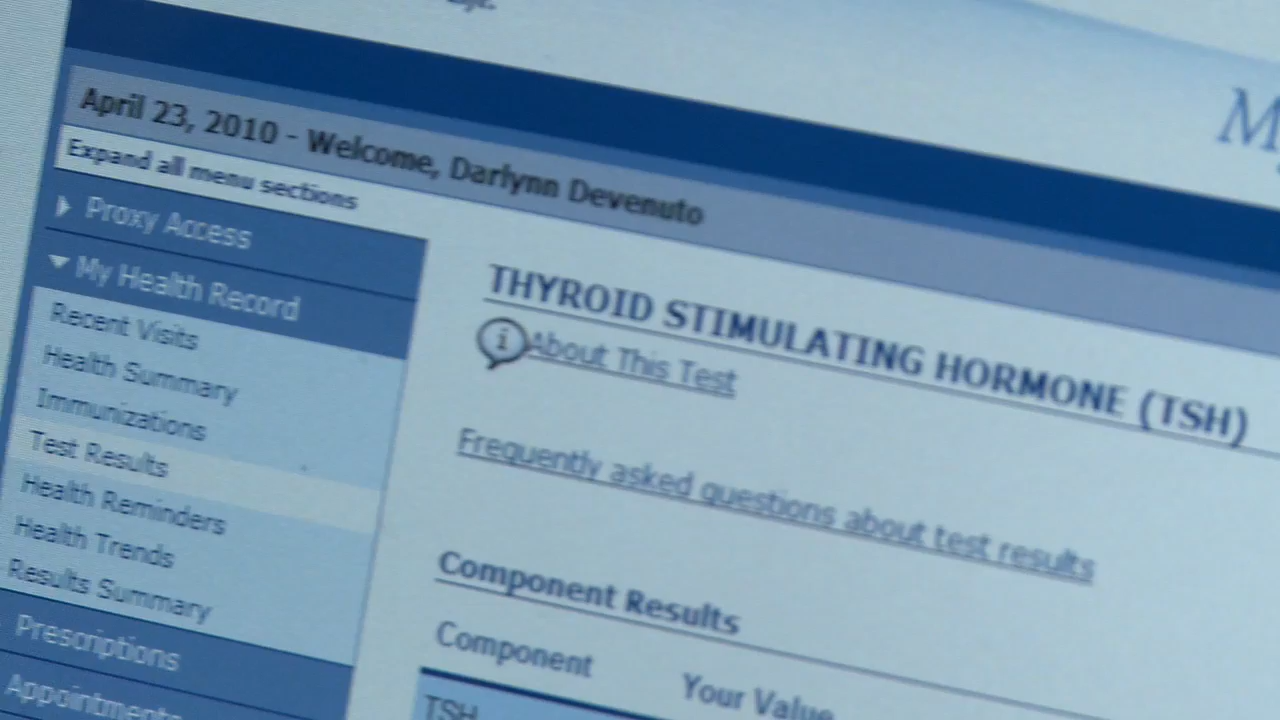 April 23, 2010 - Welcome, Darlynn Devenuto
Expand all menu sections
Proxy Access
My Health Record
Recent Visits
Health Summary
Immunizations
Test Results
Health Reminders
Health Trends
Results Summary
Prescriptions
Appointments
THYROID STIMULATING HORMONE (TSH)
About This Test
Frequently asked questions about test results
Component Results
Component Your Value
TSH